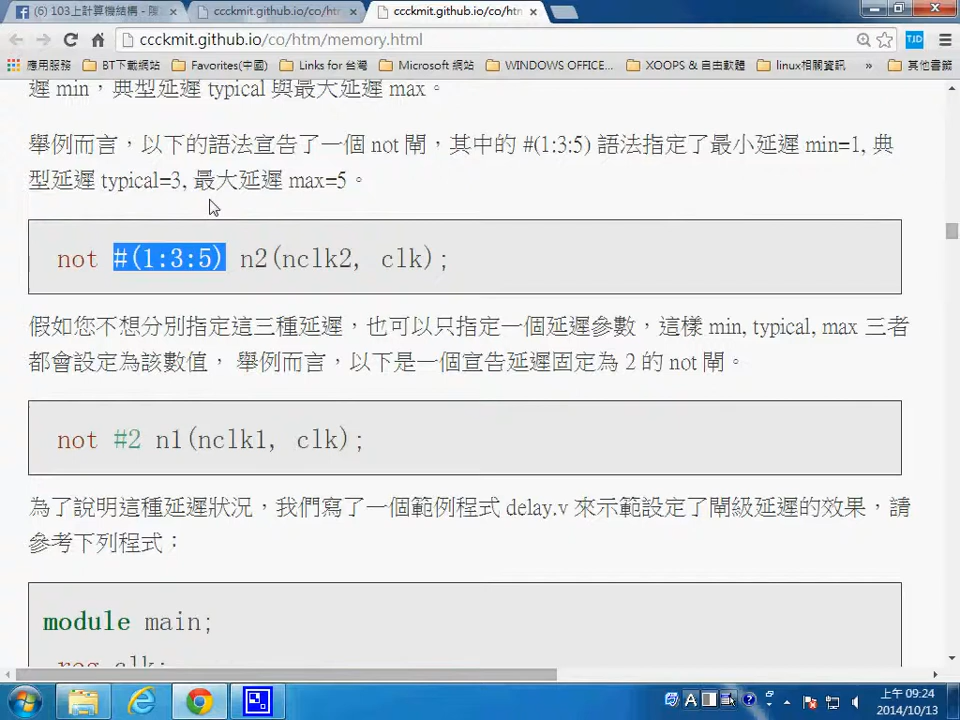 (6) 103上計算機結構 - 陳
ccckmit.github.io/co/ht
ccckmit.github.io/co/ht
ccckmit.github.io/co/htm/memory.html
TJD
應用服務
BT下載網站
Favorites(中國)
Links for 台灣
Microsoft 網站
WINDOWS OFFICE...
XOOPS & 自由軟體
linux相關資訊
»
其他書籤
遲 min，典型延遲 typical 與最大延遲 max。
舉例而言，以下的語法宣告了一個 not 閘，其中的 #(1:3:5) 語法指定了最小延遲 min=1, 典
型延遲 typical=3, 最大延遲 max=5。
not #(1:3:5) n2(nclk2, clk);
假如您不想分別指定這三種延遲，也可以只指定一個延遲參數，這樣 min, typical, max 三者
都會設定為該數值， 舉例而言，以下是一個宣告延遲固定為 2 的 not 閘。
not #2 n1(nclk1, clk);
為了說明這種延遲狀況，我們寫了一個範例程式 delay.v 來示範設定了閘級延遲的效果，請
參考下列程式：
module main;
reg clk;
上午 09:24
2014/10/13